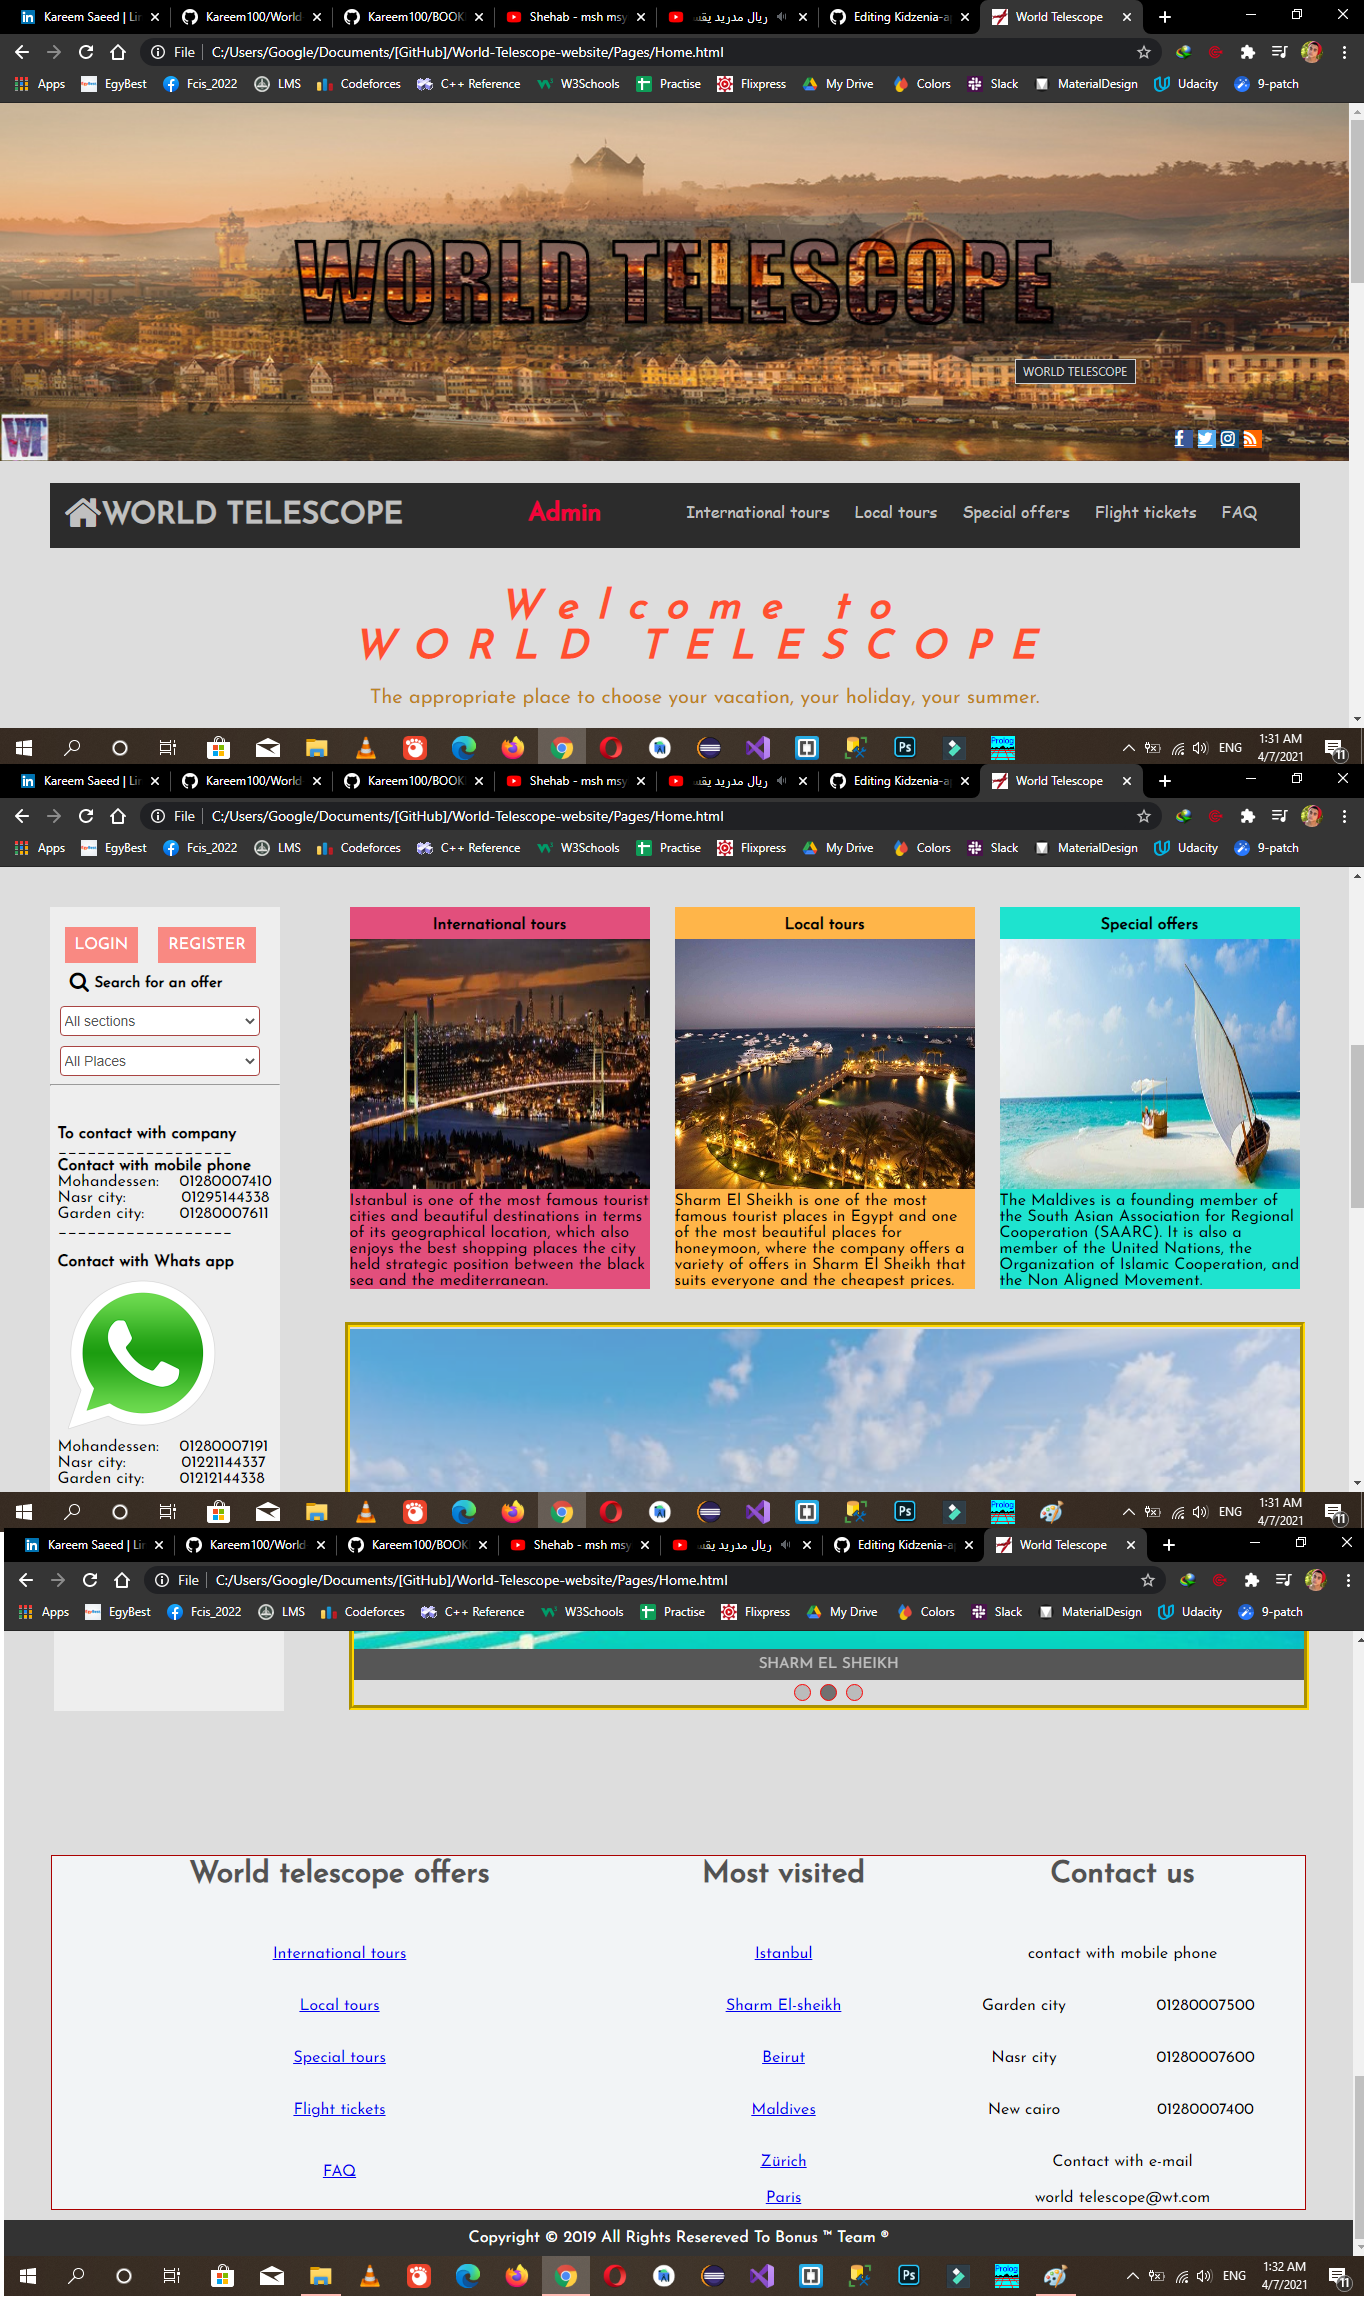 Kareem Saeed | Lin
Kareem100/World
Kareem100/BOOK
Shehab - msh msy
ريال مدريد يقس
Editing Kidzenia-a
World Telescope
File
C:/Users/Google/Documents/[GitHub]/World-Telescope-website/Pages/Home.html
Apps
EgyBest
Fcis_2022
LMS
Codeforces
C++ Reference
W3Schools
Practise
Flixpress
My Drive
Colors
Slack
MaterialDesign
Udacity
9-patch
WORLD TELESCOPE
WORLD TELESCOPE
WORLD TELESCOPE
Admin
International tours
Local tours
Special offers
Flight tickets
FAQ
Welcome to
WORLD TELESCOPE
The appropriate place to choose your vacation, your holiday, your summer.
Prolog
ENG
1:31 AM
4/7/2021
11
Kareem Saeed | Lin
Kareem100/World
Kareem100/BOOK
Shehab - msh msy
ريال مدريد يقس
Editing Kidzenia-a
World Telescope
File
C:/Users/Google/Documents/[GitHub]/World-Telescope-website/Pages/Home.html
Apps
EgyBest
Fcis_2022
LMS
Codeforces
C++ Reference
W3Schools
Practise
Flixpress
My Drive
Colors
Slack
MaterialDesign
Udacity
9-patch
LOGIN
REGISTER
Search for an offer
All sections
All Places
To contact with company
------------------
Contact with mobile phone
Mohandessen: 01280007410
Nasr city: 01295144338
Garden city: 01280007611
------------------
Contact with Whats app
Mohandessen: 01280007191
Nasr city: 01221144337
Garden city: 01212144338
International tours
Istanbul is one of the most famous tourist
cities and beautiful destinations in terms
of its geographical location, which also
enjoys the best shopping places the city
held strategic position between the black
sea and the mediterranean.
Local tours
Sharm El Sheikh is one of the most
famous tourist places in Egypt and one
of the most beautiful places for
honeymoon, where the company offers a
variety of offers in Sharm El Sheikh that
suits everyone and the cheapest prices.
Special offers
The Maldives is a founding member of
the South Asian Association for Regional
Cooperation (SAARC). It is also a
member of the United Nations, the
Organization of Islamic Cooperation, and
the Non Aligned Movement.
Prolog
ENG
1:31 AM
4/7/2021
11
Kareem Saeed | Lin
Kareem100/World
Kareem100/BOOK
Shehab - msh msy
ريال مدريد يقس
Editing Kidzenia-a
World Telescope
File
C:/Users/Google/Documents/[GitHub]/World-Telescope-website/Pages/Home.html
Apps
EgyBest
Fcis_2022
LMS
Codeforces
C++ Reference
W3Schools
Practise
Flixpress
My Drive
Colors
Slack
MaterialDesign
Udacity
9-patch
SHARM EL SHEIKH
World telescope offers
International tours
Local tours
Special tours
Flight tickets
FAQ
Most visited
Istanbul
Sharm El-sheikh
Beirut
Maldives
Zürich
Paris
Contact us
contact with mobile phone
Garden city 01280007500
Nasr city 01280007600
New cairo 01280007400
Contact with e-mail
world telescope@wt.com
Copyright © 2019 All Rights Resereved To Bonus ™ Team ®
Prolog
ENG
1:32 AM
4/7/2021
11